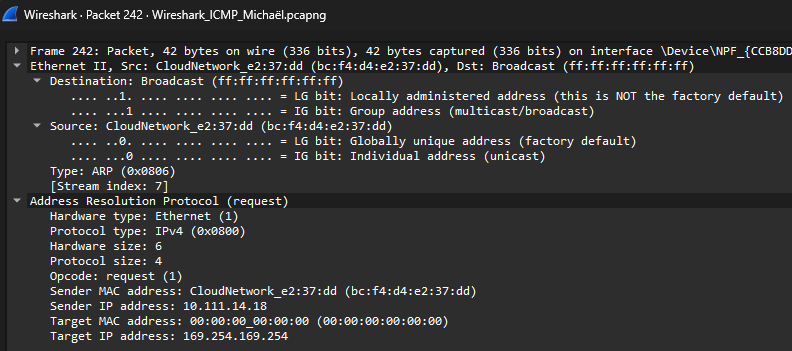 Wireshark · Packet 242 · Wireshark_ICMP_Michaël.pcapng
Frame 242: Packet, 42 bytes on wire (336 bits), 42 bytes captured (336 bits) on interface \Device\NPF_{CCB8DD
Ethernet II, Src: CloudNetwork_e2:37:dd (bc:f4:d4:e2:37:dd), Dst: Broadcast (ff:ff:ff:ff:ff:ff)
Destination: Broadcast (ff:ff:ff:ff:ff:ff)
.... ..1. .... .... .... .... = LG bit: Locally administered address (this is NOT the factory default)
.... ...1 .... .... .... .... = IG bit: Group address (multicast/broadcast)
Source: CloudNetwork_e2:37:dd (bc:f4:d4:e2:37:dd)
.... ..0. .... .... .... .... = LG bit: Globally unique address (factory default)
.... ...0 .... .... .... .... = IG bit: Individual address (unicast)
Type: ARP (0x0806)
[Stream index: 7]
Address Resolution Protocol (request)
Hardware type: Ethernet (1)
Protocol type: IPv4 (0x0800)
Hardware size: 6
Protocol size: 4
Opcode: request (1)
Sender MAC address: CloudNetwork_e2:37:dd (bc:f4:d4:e2:37:dd)
Sender IP address: 10.111.14.18
Target MAC address: 00:00:00_00:00:00 (00:00:00:00:00:00)
Target IP address: 169.254.169.254